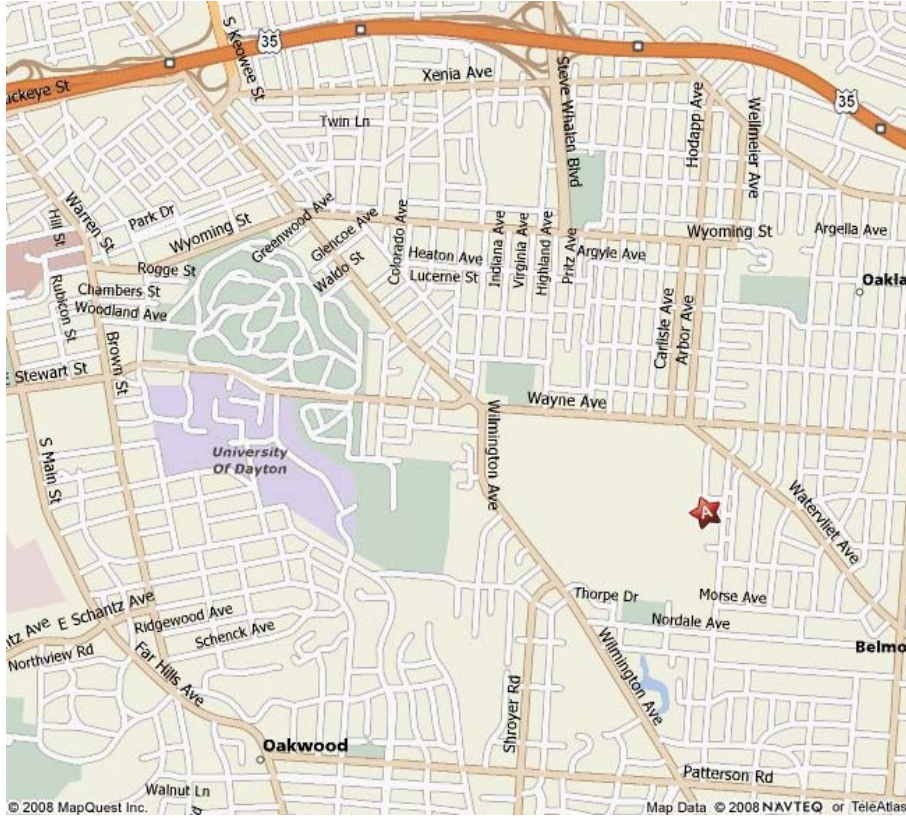 S Keowee St
35
Xenia Ave
uckeye St
Steve Whalen Blvd
Hodapp Ave
Wellmeier Ave
35
Twin Ln
Warren St
Hill St
Park Dr
Wyoming St
Greenwood Ave
Glencoe Ave
Colorado Ave
Waldo St
Heaton Ave
Lucerne St
Indiana Ave
Virginia Ave
Highland Ave
Pritz Ave
Argyle Ave
Wyoming St
Argella Ave
Rogge St
Chambers St
Rubicon St
Woodland Ave
Oakla
Carlisle Ave
Arbor Ave
Brown St
E Stewart St
Wayne Ave
Wilmington Ave
S Main St
University
Of Dayton
A
Watervliet Ave
Thorpe Dr
Morse Ave
Nordale Ave
E Schantz Ave
ntz Ave
Ridgewood Ave
Schenck Ave
Northview Rd
Far Hills Ave
Wilmington Ave
Belmo
Shroyer Rd
Oakwood
Patterson Rd
Walnut Ln
Rd
© 2008 MapQuest Inc.
Map Data © 2008 NAVTEQ or TeleAtlas